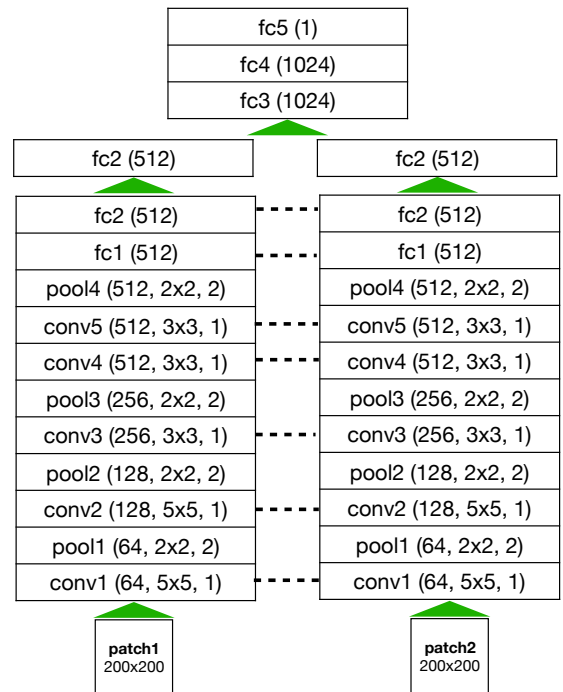 fc5 (1)
fc4 (1024)
fc3 (1024)
fc2 (512)
fc2 (512)
fc2 (512)
fc1 (512)
pool4 (512, 2x2, 2)
conv5 (512, 3x3, 1)
conv4 (512, 3x3, 1)
pool3 (256, 2x2, 2)
conv3 (256, 3x3, 1)
pool2 (128, 2x2, 2)
conv2 (128, 5x5, 1)
pool1 (64, 2x2, 2)
conv1 (64, 5x5, 1)
patch1
200x200
fc2 (512)
fc1 (512)
pool4 (512, 2x2, 2)
conv5 (512, 3x3, 1)
conv4 (512, 3x3, 1)
pool3 (256, 2x2, 2)
conv3 (256, 3x3, 1)
pool2 (128, 2x2, 2)
conv2 (128, 5x5, 1)
pool1 (64, 2x2, 2)
conv1 (64, 5x5, 1)
patch2
200x200